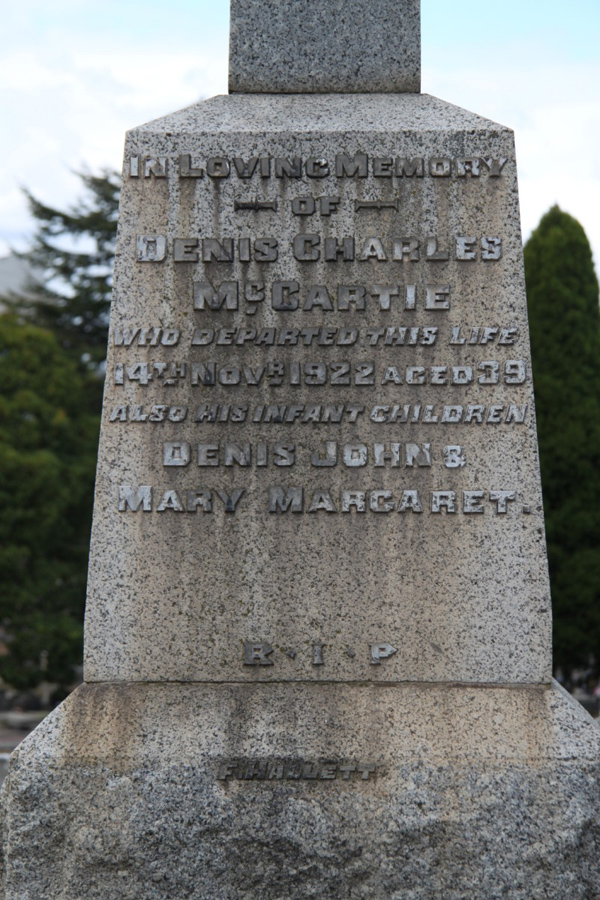 IN LOVING MEMORY
OF
DENIS CHARLES
McCARTIE
WHO DEPARTED THIS LIFE
14TH NOVR 1922 AGED 39
ALSO HIS INFANT CHILDREN
DENIS JOHN &
MARY MARGARET.
R·I·P
HALLETT